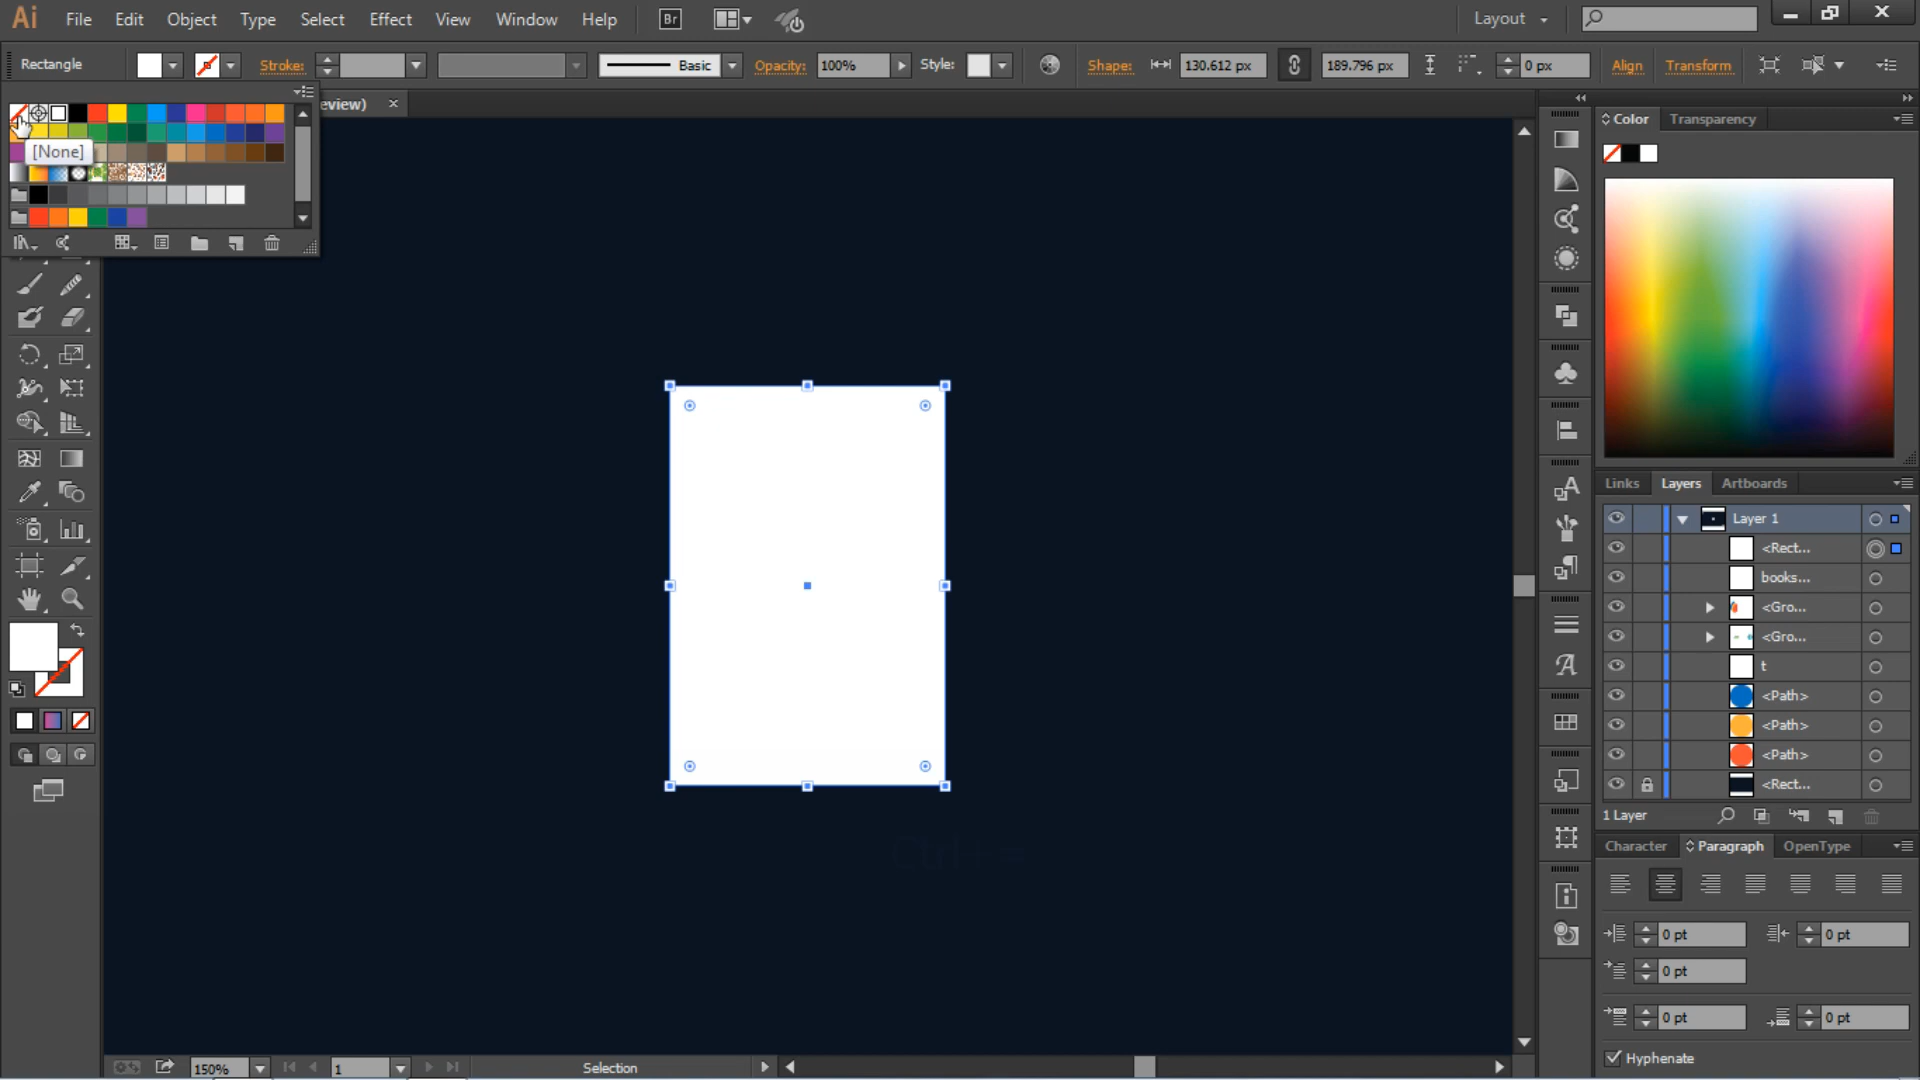 Ai File Edit Object Type Select Effect View Window Help Br Layout
Rectangle Stroke: Basic Opacity: 100% Style: Shape: 130.612 px 189.796 px 0 px Align Transform
eview) ×
[None]
Color Transparency
Links Layers Artboards
Layer 1
<Rect...
books...
<Gro...
<Gro...
t
<Path>
<Path>
<Path>
<Rect...
1 Layer
Ctrl+ =
Character Paragraph OpenType
0 pt 0 pt
0 pt
0 pt 0 pt
Hyphenate
150% 1 Selection